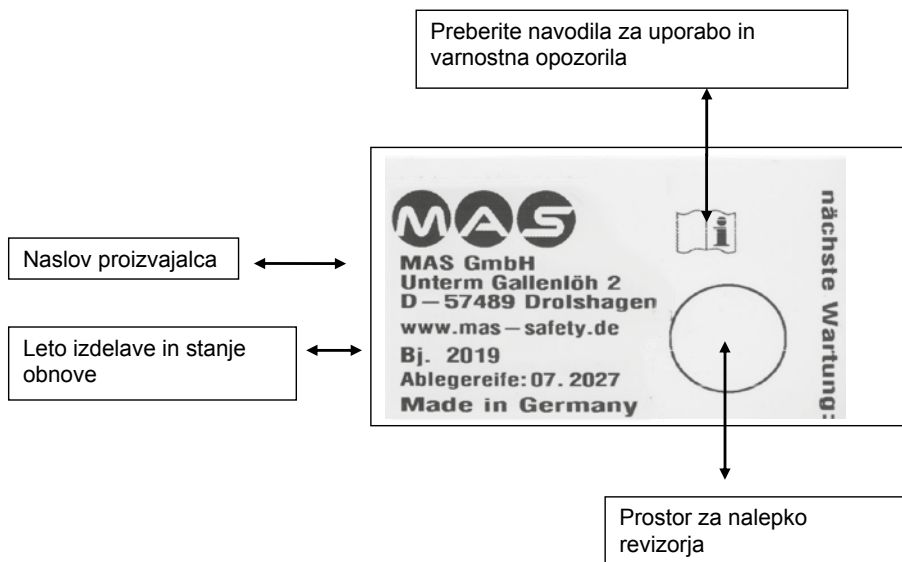 Preberite navodila za uporabo in
varnostna opozorila
MAS
MAS GmbH
Unterm Gallenlöh 2
D–57489 Drolshagen
www.mas–safety.de
Bj. 2019
Ablegereife: 07. 2027
Made in Germany
i
nächste Wartung:
Naslov proizvajalca
Leto izdelave in stanje
obnove
Prostor za nalepko
revizorja